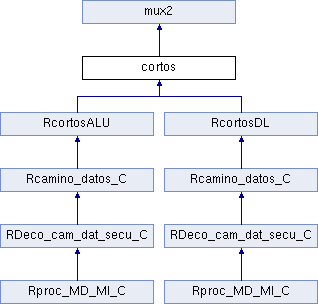 mux2
cortos
RcortosALU RcortosDL
Rcamino_datos_C Rcamino_datos_C
RDeco_cam_dat_secu_C RDeco_cam_dat_secu_C
Rproc_MD_MI_C Rproc_MD_MI_C